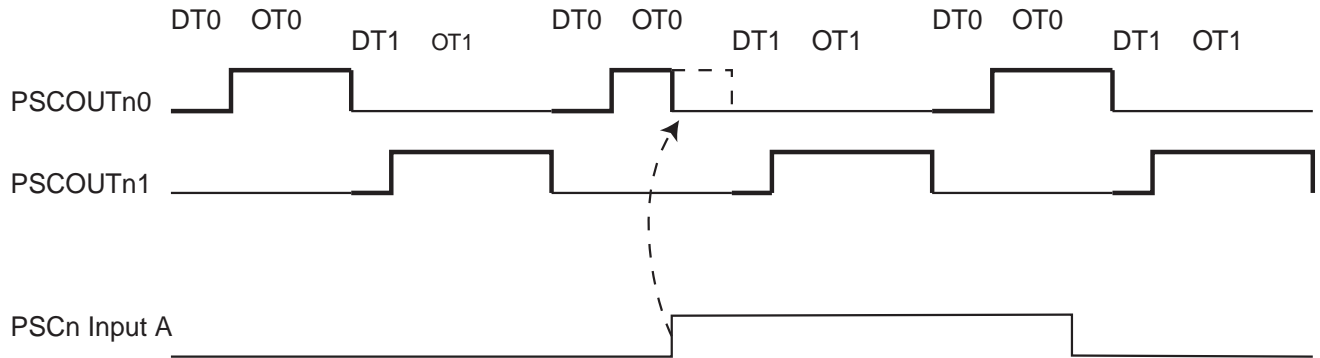 DT0 OT0 DT0 OT0 DT0 OT0
DT1 OT1 DT1 OT1 DT1 OT1
PSCOUTn0
PSCOUTn1
PSCn Input A